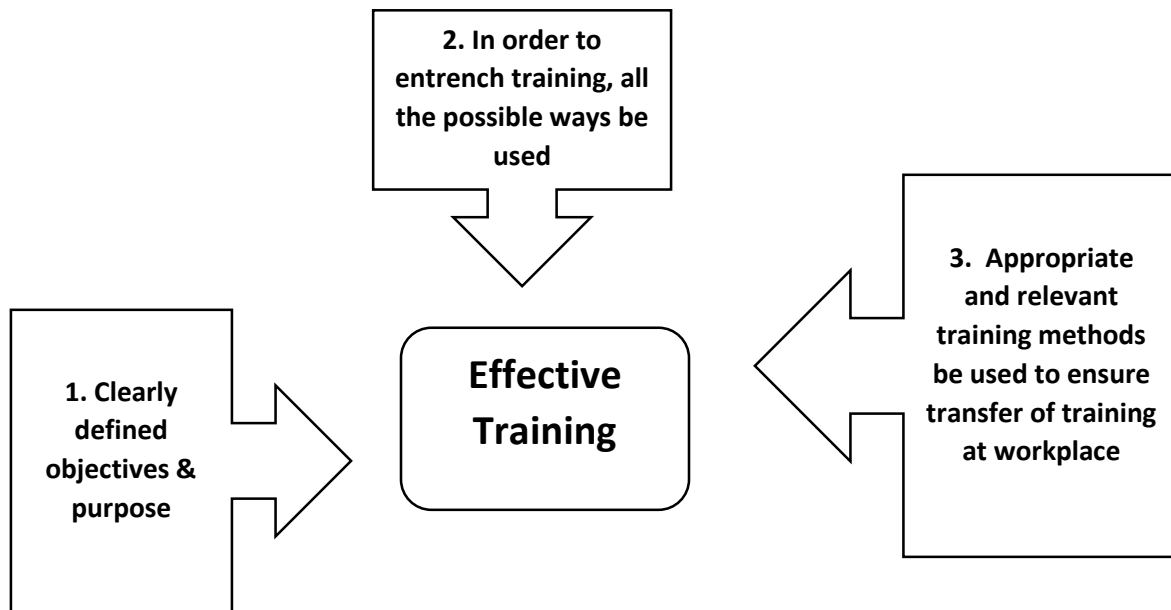 1. Clearly
defined
objectives &
purpose
2. In order to
entrench training, all
the possible ways be
used
3. Appropriate
and relevant
training methods
be used to ensure
transfer of training
at workplace
Effective
Training